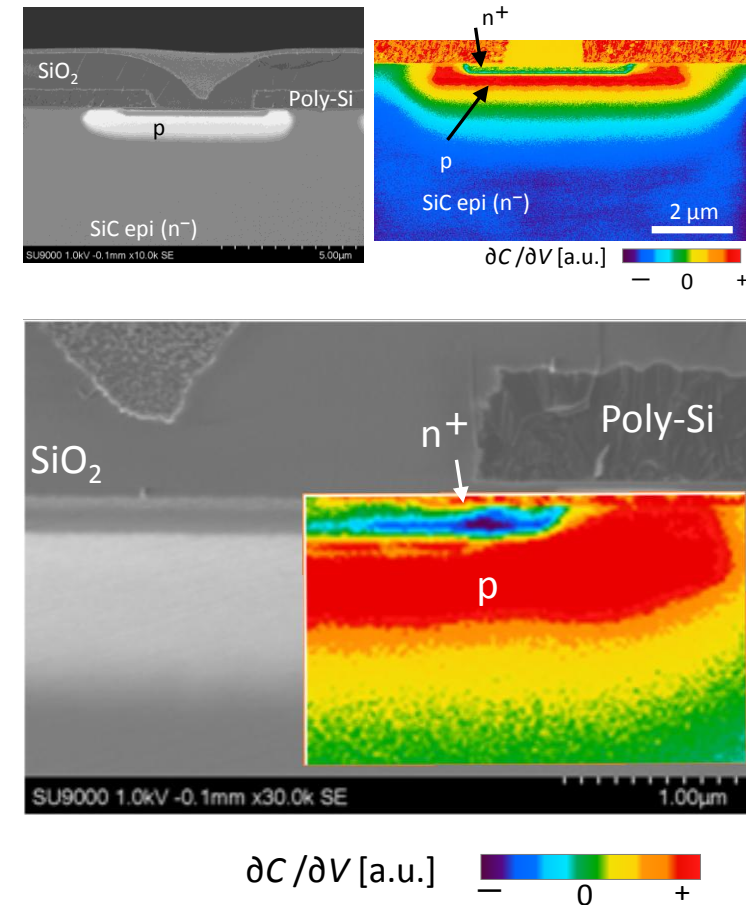 SiO₂
Poly-Si
p
SiC epi (n⁻)
SU9000 1.0kV -0.1mm x10.0k SE 5.00µm
n⁺
p
SiC epi (n⁻)
2 µm
∂C /∂V [a.u.]
— 0 +
n⁺
Poly-Si
SiO₂
p
SU9000 1.0kV -0.1mm x30.0k SE 1.00µm
∂C /∂V [a.u.]
— 0 +